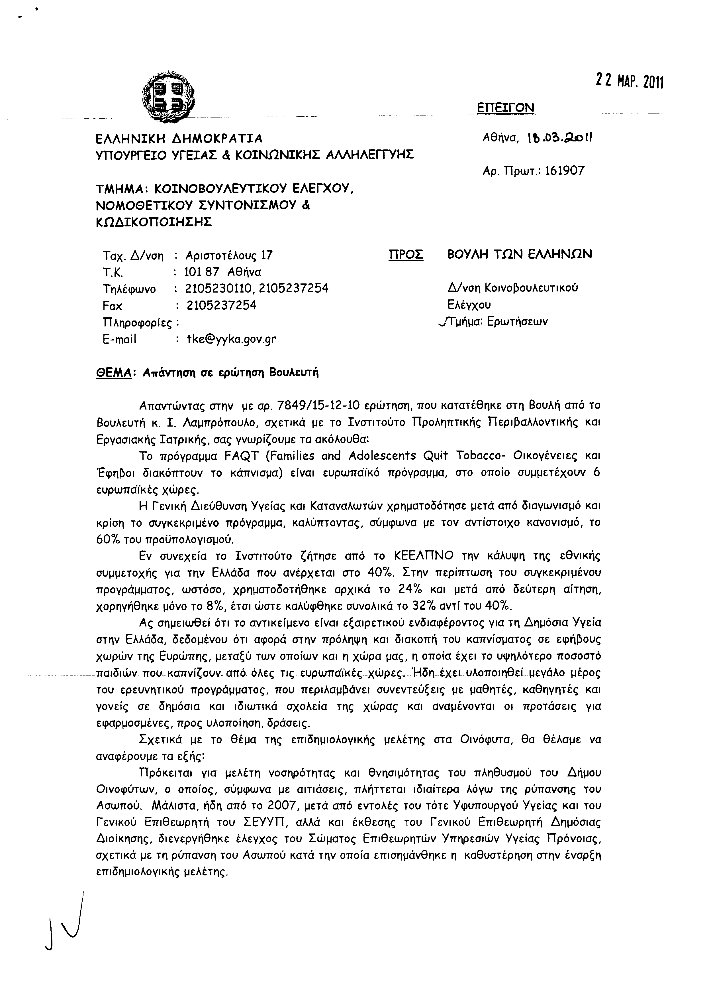 22 ΜΑΡ. 2011
ΕΠΕΙΓΟΝ
ΕΛΛΗΝΙΚΗ ΔΗΜΟΚΡΑΤΙΑ
ΥΠΟΥΡΓΕΙΟ ΥΓΕΙΑΣ & ΚΟΙΝΩΝΙΚΗΣ ΑΛΛΗΛΕΓΓΥΗΣ
Αθήνα, 18.03.2011
Αρ. Πρωτ.: 161907
ΤΜΗΜΑ: ΚΟΙΝΟΒΟΥΛΕΥΤΙΚΟΥ ΕΛΕΓΧΟΥ,
ΝΟΜΟΘΕΤΙΚΟΥ ΣΥΝΤΟΝΙΣΜΟΥ &
ΚΩΔΙΚΟΠΟΙΗΣΗΣ
Ταχ. Δ/νση : Αριστοτέλους 17
Τ.Κ. : 101 87 Αθήνα
Τηλέφωνο : 2105230110, 2105237254
Fax : 2105237254
Πληροφορίες :
E-mail : tke@yyka.gov.gr
ΠΡΟΣ ΒΟΥΛΗ ΤΩΝ ΕΛΛΗΝΩΝ
Δ/νση Κοινοβουλευτικού
Ελέγχου
Τμήμα: Ερωτήσεων
ΘΕΜΑ: Απάντηση σε ερώτηση Βουλευτή
Απαντώντας στην με αρ. 7849/15-12-10 ερώτηση, που κατατέθηκε στη Βουλή από το
Βουλευτή κ. Ι. Λαμπρόπουλο, σχετικά με το Ινστιτούτο Προληπτικής Περιβαλλοντικής και
Εργασιακής Ιατρικής, σας γνωρίζουμε τα ακόλουθα:
Το πρόγραμμα FAQT (Families and Adolescents Quit Tobacco- Οικογένειες και
Έφηβοι διακόπτουν το κάπνισμα) είναι ευρωπαϊκό πρόγραμμα, στο οποίο συμμετέχουν 6
ευρωπαϊκές χώρες.
Η Γενική Διεύθυνση Υγείας και Καταναλωτών χρηματοδότησε μετά από διαγωνισμό και
κρίση το συγκεκριμένο πρόγραμμα, καλύπτοντας, σύμφωνα με τον αντίστοιχο κανονισμό, το
60% του προϋπολογισμού.
Εν συνεχεία το Ινστιτούτο ζήτησε από το ΚΕΕΛΠΝΟ την κάλυψη της εθνικής
συμμετοχής για την Ελλάδα που ανέρχεται στο 40%. Στην περίπτωση του συγκεκριμένου
προγράμματος, ωστόσο, χρηματοδοτήθηκε αρχικά το 24% και μετά από δεύτερη αίτηση,
χορηγήθηκε μόνο το 8%, έτσι ώστε καλύφθηκε συνολικά το 32% αντί του 40%.
Ας σημειωθεί ότι το αντικείμενο είναι εξαιρετικού ενδιαφέροντος για τη Δημόσια Υγεία
στην Ελλάδα, δεδομένου ότι αφορά στην πρόληψη και διακοπή του καπνίσματος σε εφήβους
χωρών της Ευρώπης, μεταξύ των οποίων και η χώρα μας, η οποία έχει το υψηλότερο ποσοστό
παιδιών που καπνίζουν από όλες τις ευρωπαϊκές χώρες. Ήδη έχει υλοποιηθεί μεγάλο μέρος
του ερευνητικού προγράμματος, που περιλαμβάνει συνεντεύξεις με μαθητές, καθηγητές και
γονείς σε δημόσια και ιδιωτικά σχολεία της χώρας και αναμένονται οι προτάσεις για
εφαρμοσμένες, προς υλοποίηση, δράσεις.
Σχετικά με το θέμα της επιδημιολογικής μελέτης στα Οινόφυτα, θα θέλαμε να
αναφέρουμε τα εξής:
Πρόκειται για μελέτη νοσηρότητας και θνησιμότητας του πληθυσμού του Δήμου
Οινοφύτων, ο οποίος, σύμφωνα με αιτιάσεις, πλήττεται ιδιαίτερα λόγω της ρύπανσης του
Ασωπού. Μάλιστα, ήδη από το 2007, μετά από εντολές του τότε Υφυπουργού Υγείας και του
Γενικού Επιθεωρητή του ΣΕΥΥΠ, αλλά και έκθεσης του Γενικού Επιθεωρητή Δημόσιας
Διοίκησης, διενεργήθηκε έλεγχος του Σώματος Επιθεωρητών Υπηρεσιών Υγείας Πρόνοιας,
σχετικά με τη ρύπανση του Ασωπού κατά την οποία επισημάνθηκε η καθυστέρηση στην έναρξη
επιδημιολογικής μελέτης.